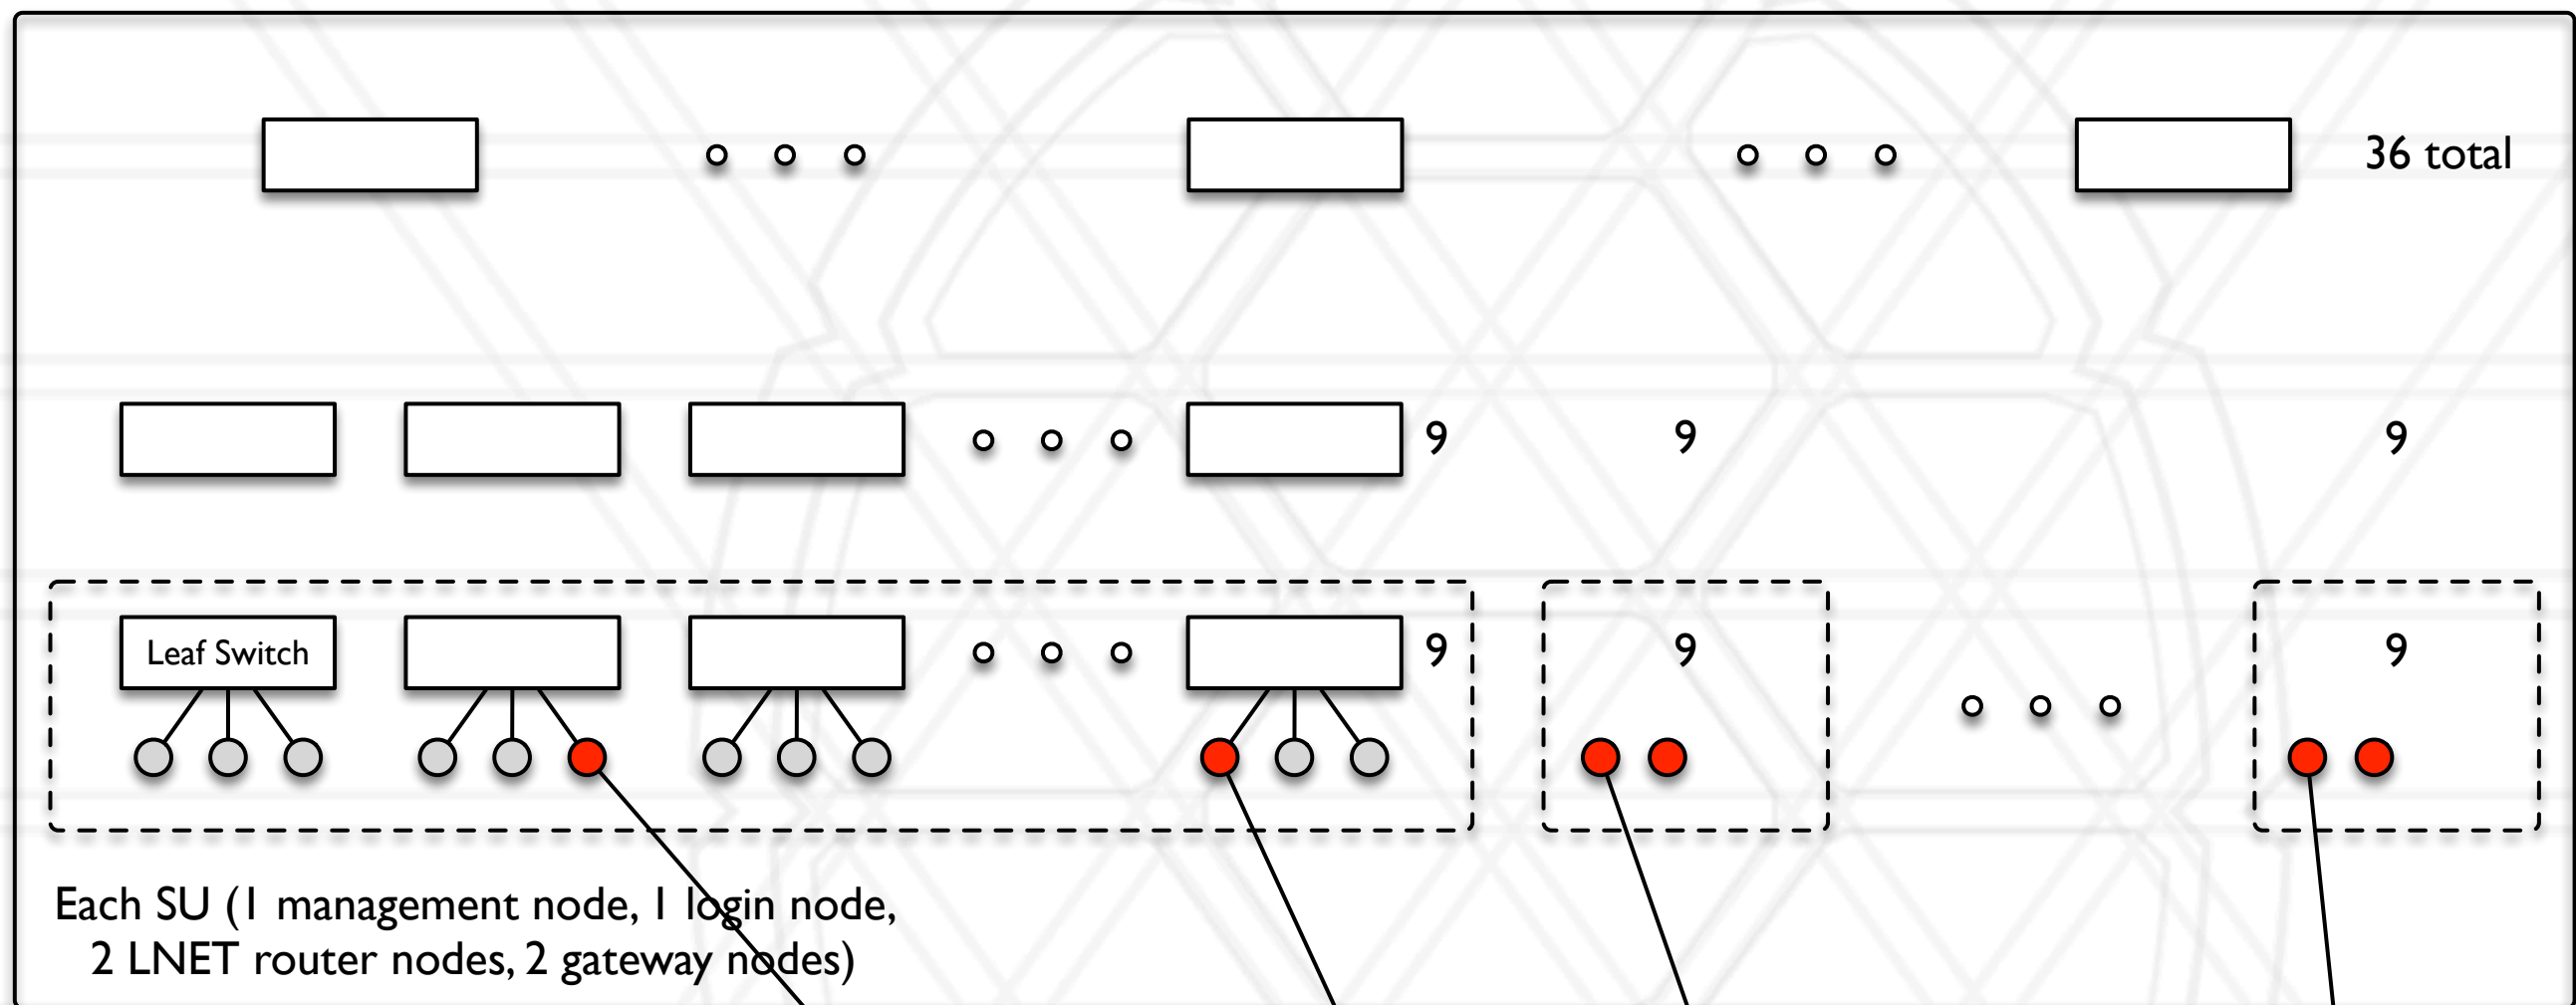 36 total
9 9 9
Leaf Switch 9 9 9
Each SU (1 management node, 1 login node,
2 LNET router nodes, 2 gateway nodes)